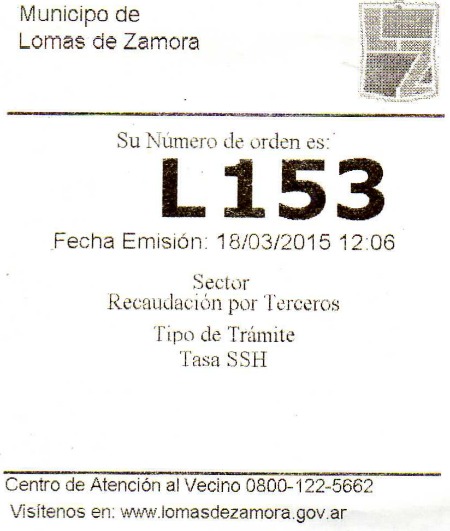 Municipo de
Lomas de Zamora
Su Número de orden es:
L153
Fecha Emisión: 18/03/2015 12:06
Sector
Recaudación por Terceros
Tipo de Trámite
Tasa SSH
Centro de Atención al Vecino 0800-122-5662
Visítenos en: www.lomasdezamora.gov.ar